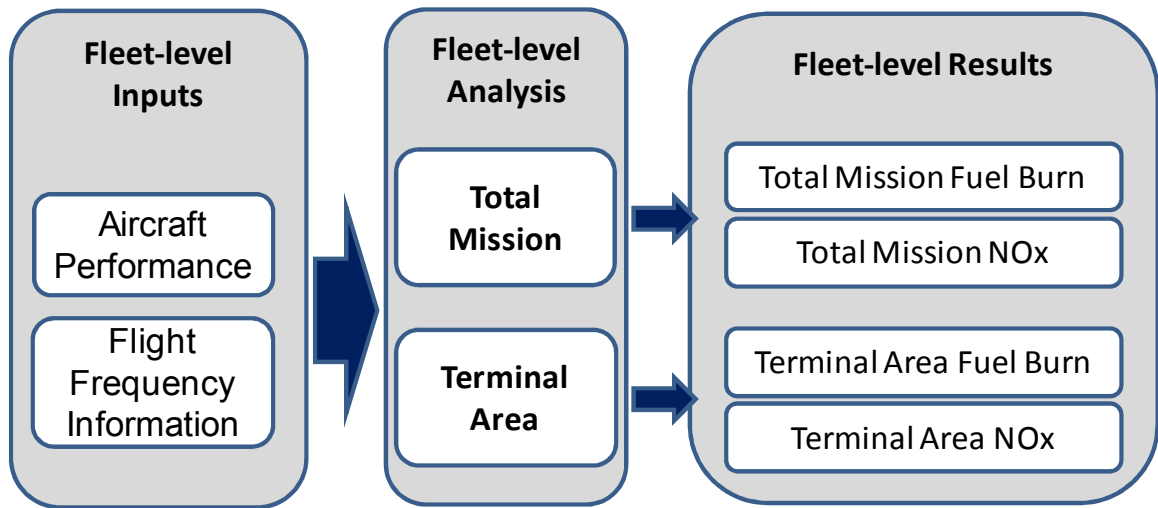 Fleet-level
Inputs
Aircraft
Performance
Flight
Frequency
Information
Fleet-level
Analysis
Total
Mission
Terminal
Area
Fleet-level Results
Total Mission Fuel Burn
Total Mission NOx
Terminal Area Fuel Burn
Terminal Area NOx